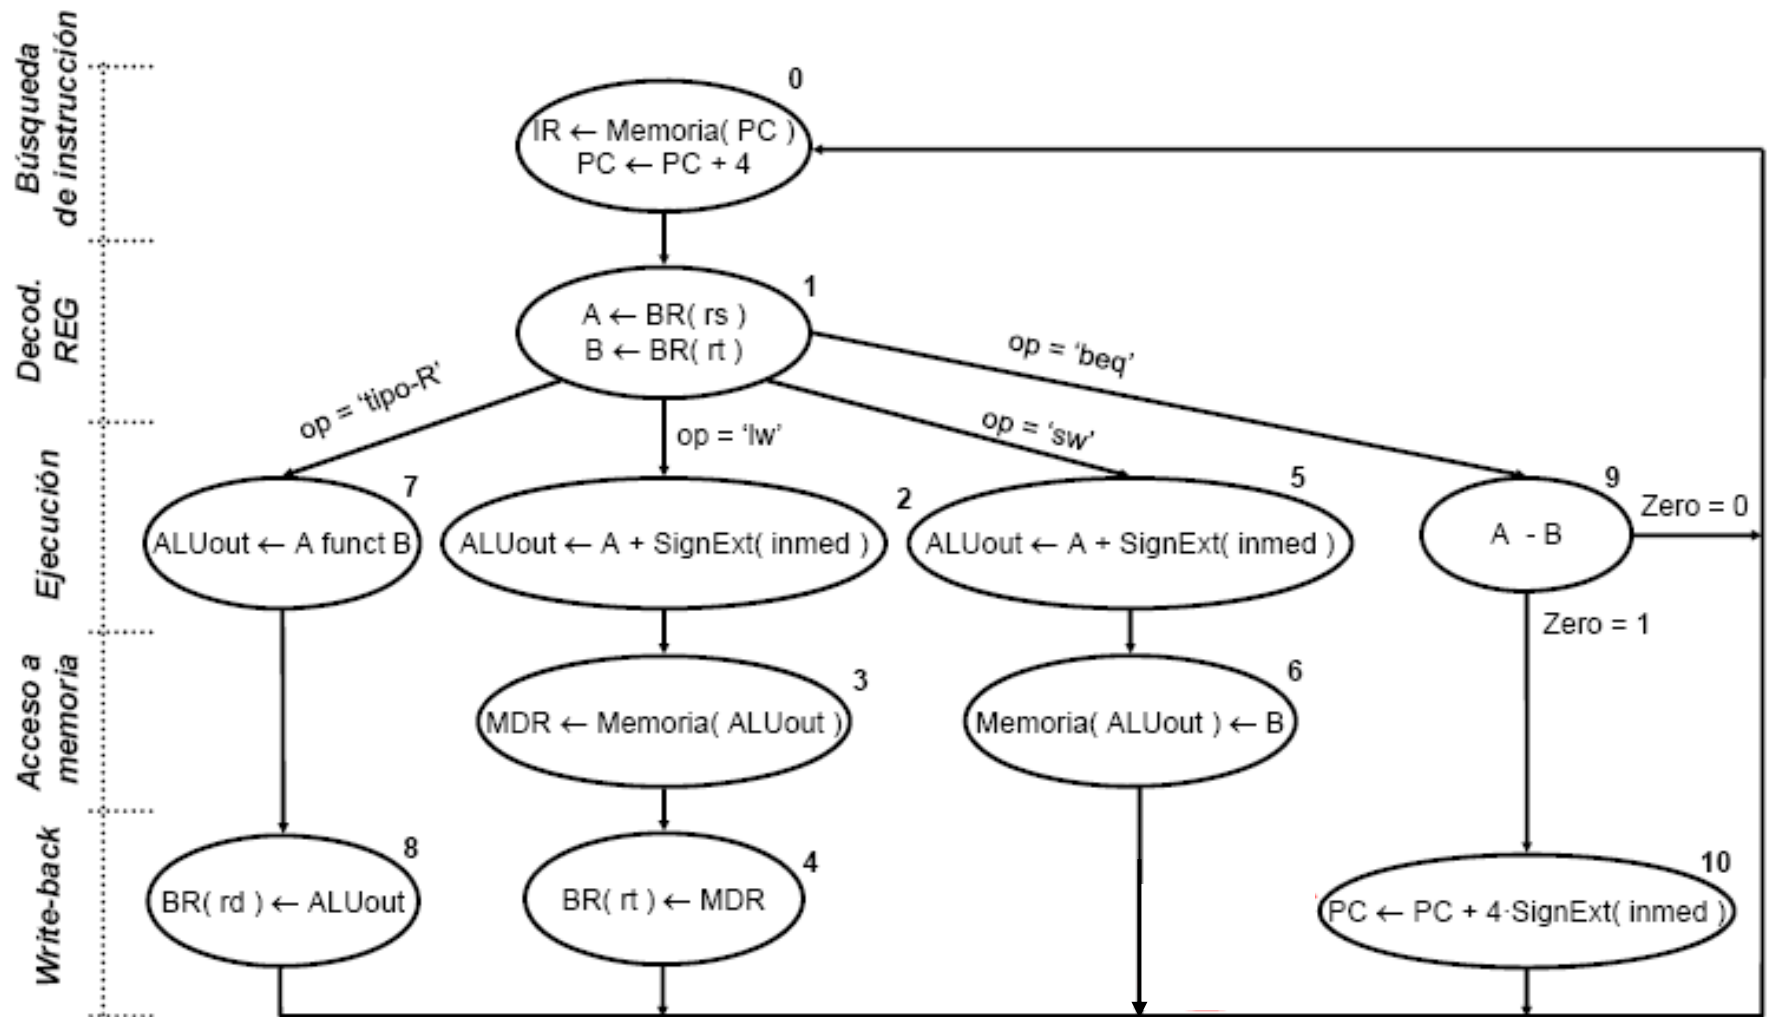 Búsqueda
de instrucción
0
IR ← Memoria( PC )
PC ← PC + 4
Decod.
REG
1
A ← BR( rs )
B ← BR( rt )
op = ‘tipo-R’
op = ‘lw’
op = ‘sw’
op = ‘beq’
Ejecución
7
ALUout ← A funct B
2
ALUout ← A + SignExt( inmed )
5
ALUout ← A + SignExt( inmed )
9
A - B
Zero = 0
Zero = 1
Acceso a
memoria
3
MDR ← Memoria( ALUout )
6
Memoria( ALUout ) ← B
Write-back
8
BR( rd ) ← ALUout
4
BR( rt ) ← MDR
10
PC ← PC + 4·SignExt( inmed )